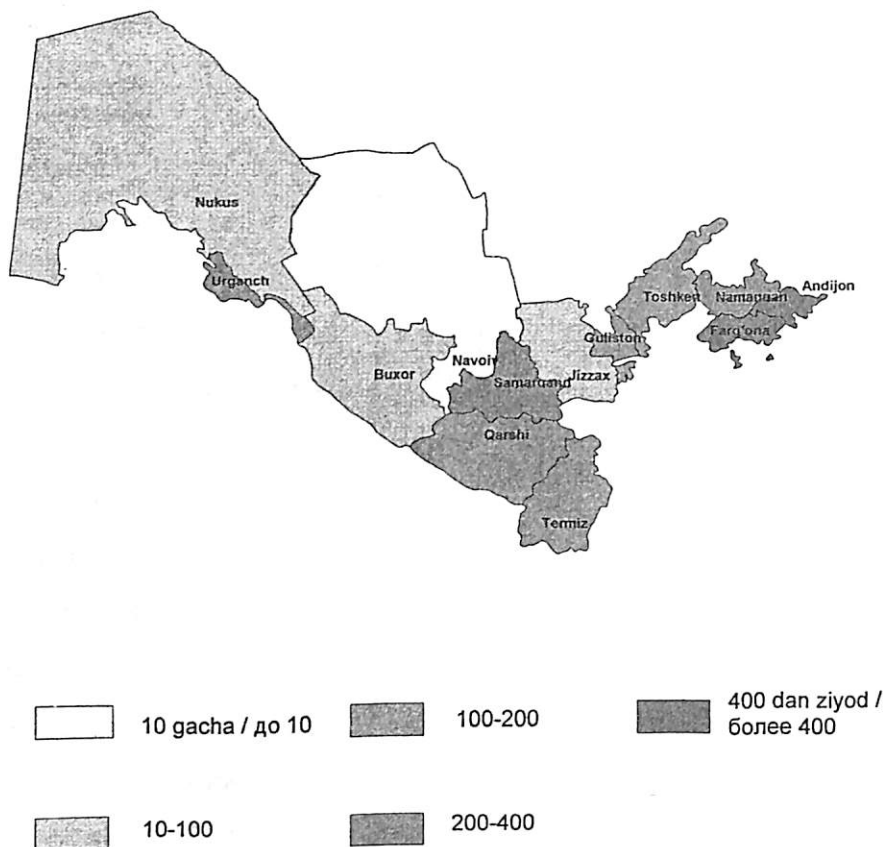 Nukus
Urganch
Toshken
Namangan
Andijon
Farg'ona
Guliston
Navoiy
Buxor
Samarqand
Jizzax
Qarshi
Termiz
10 gacha / до 10
100-200
400 dan ziyod /
более 400
10-100
200-400